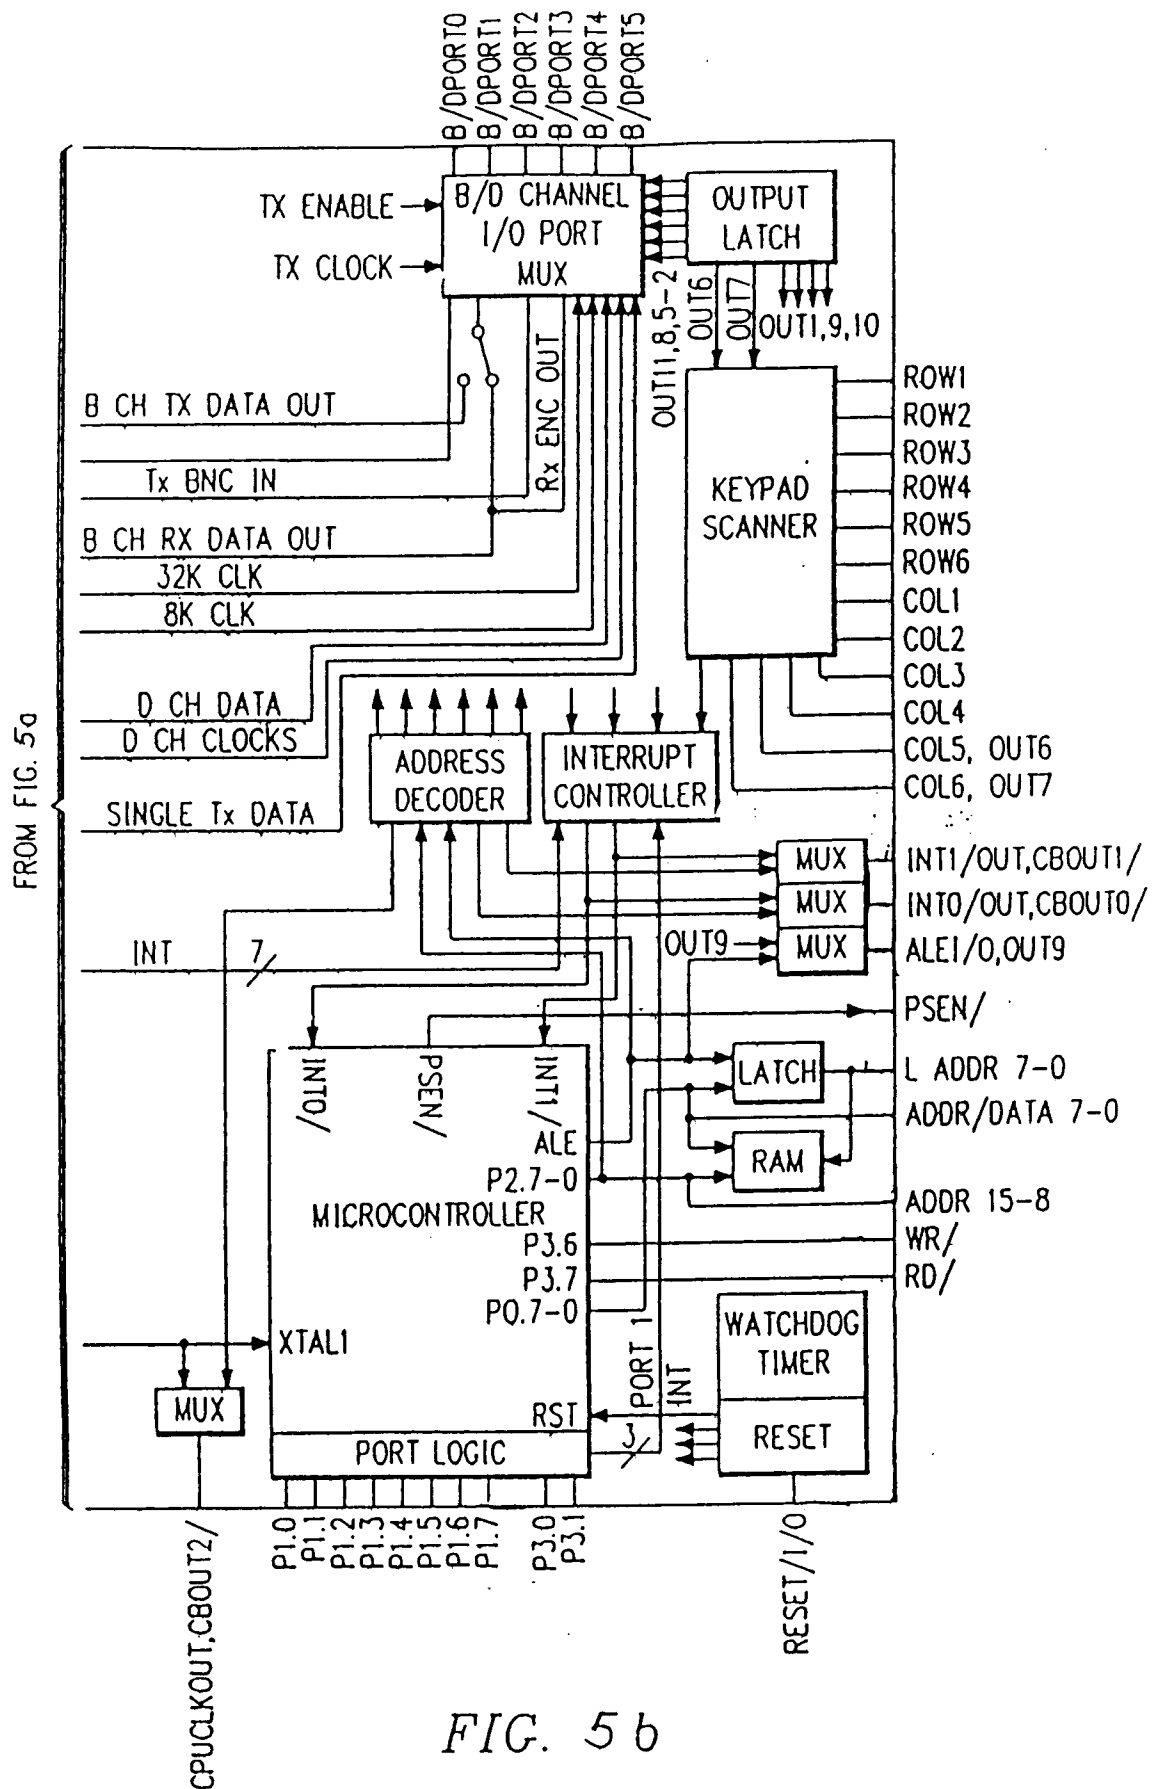 B/DPORT0
B/DPORT1
B/DPORT2
B/DPORT3
B/DPORT4
B/DPORT5
TX ENABLE
TX CLOCK
B/D CHANNEL
I/O PORT
MUX
OUTPUT
LATCH
OUT11,8,5-2
OUT6
OUT7
OUT1,9,10
B CH TX DATA OUT
Tx BNC IN
Rx ENC OUT
B CH RX DATA OUT
32K CLK
8K CLK
D CH DATA
D CH CLOCKS
SINGLE Tx DATA
FROM FIG. 5a
KEYPAD
SCANNER
ROW1
ROW2
ROW3
ROW4
ROW5
ROW6
COL1
COL2
COL3
COL4
COL5, OUT6
COL6, OUT7
ADDRESS
DECODER
INTERRUPT
CONTROLLER
MUX
INT1/OUT,CBOUT1/
MUX
INT0/OUT,CBOUT0/
OUT9
MUX
ALEI/O,OUT9
INT
7
PSEN/
INT0/
PSEN/
INT1/
LATCH
L ADDR 7-0
ADDR/DATA 7-0
ALE
RAM
P2.7-0
ADDR 15-8
MICROCONTROLLER
P3.6
WR/
P3.7
RD/
P0.7-0
XTAL1
PORT 1
INT
WATCHDOG
TIMER
MUX
RST
RESET
PORT LOGIC
3
P1.0
P1.1
P1.2
P1.3
P1.4
P1.5
P1.6
P1.7
P3.0
P3.1
CPUCLKOUT,CBOUT2/
RESET/I/O
FIG. 5b